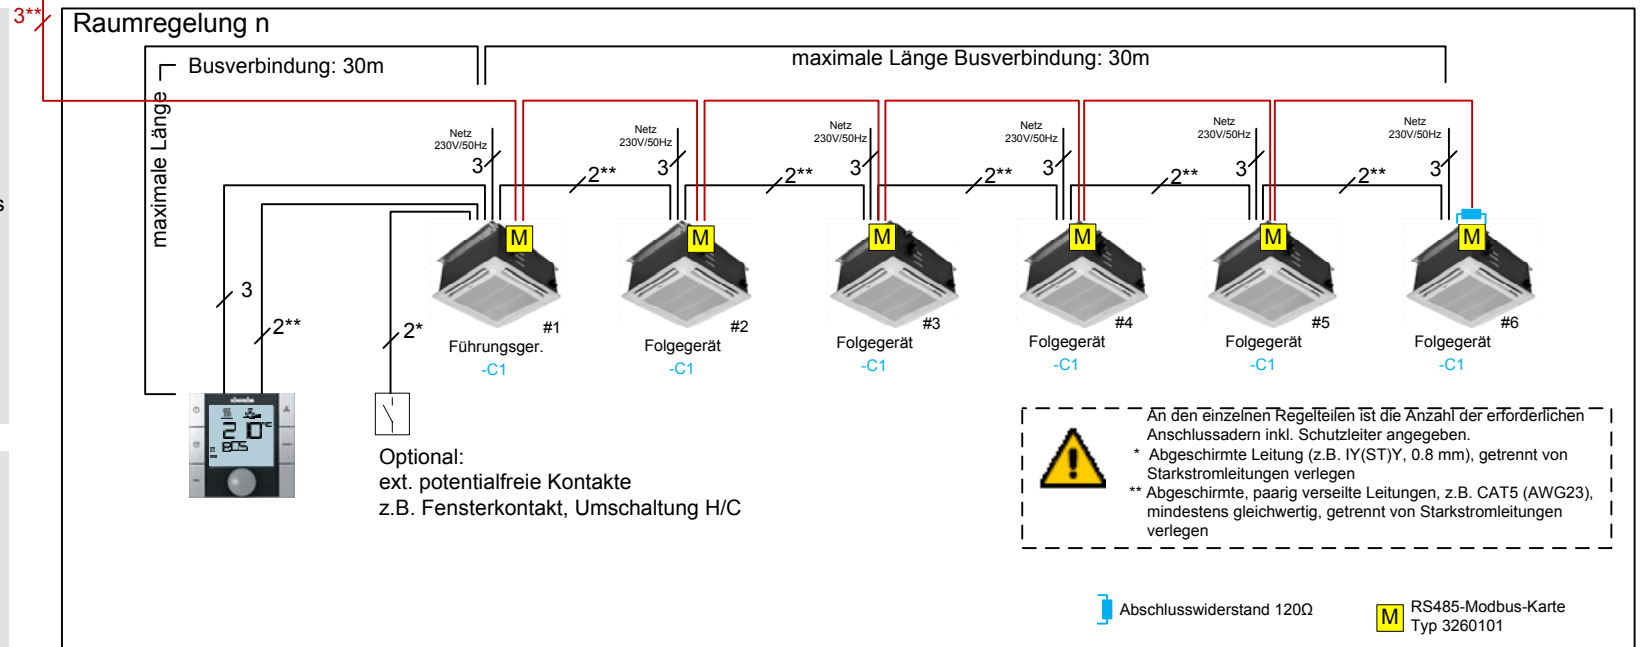 3**
Raumregelung n
maximale Länge
Busverbindung: 30m
maximale Länge Busverbindung: 30m
s
Netz
230V/50Hz
3
2**
Netz
230V/50Hz
3
2**
Netz
230V/50Hz
3
2**
Netz
230V/50Hz
3
2**
Netz
230V/50Hz
3
2**
Netz
230V/50Hz
3
M
M
M
M
M
M
3
2**
2*
#1
Führungsger.
-C1
#2
Folgegerät
-C1
#3
Folgegerät
-C1
#4
Folgegerät
-C1
#5
Folgegerät
-C1
#6
Folgegerät
-C1
210°C
ECS
Optional:
ext. potentialfreie Kontakte
z.B. Fensterkontakt, Umschaltung H/C
An den einzelnen Regelteilen ist die Anzahl der erforderlichen
Anschlussadern inkl. Schutzleiter angegeben.
* Abgeschirmte Leitung (z.B. IY(ST)Y, 0.8 mm), getrennt von
Starkstromleitungen verlegen
** Abgeschirmte, paarig verseilte Leitungen, z.B. CAT5 (AWG23),
mindestens gleichwertig, getrennt von Starkstromleitungen
verlegen
Abschlusswiderstand 120Ω
M
RS485-Modbus-Karte
Typ 3260101